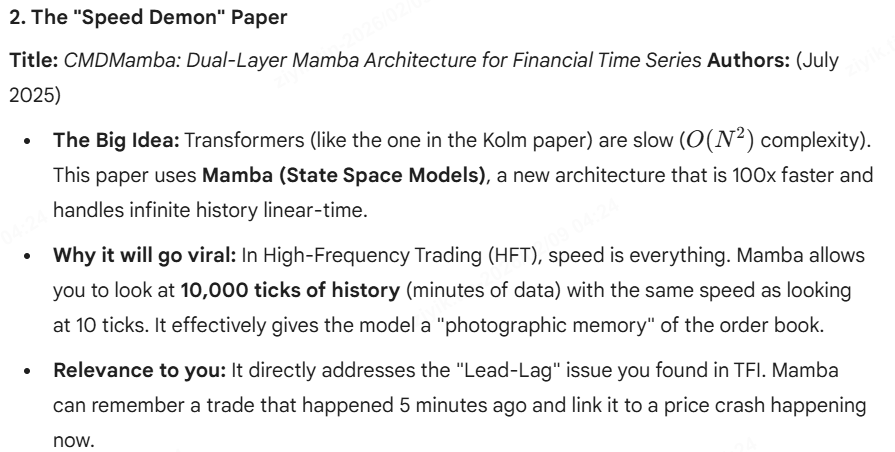 2. The "Speed Demon" Paper
Title: CMDMamba: Dual-Layer Mamba Architecture for Financial Time Series Authors: (July
2025)
• The Big Idea: Transformers (like the one in the Kolm paper) are slow (O(N²) complexity).
This paper uses Mamba (State Space Models), a new architecture that is 100x faster and
handles infinite history linear-time.
• Why it will go viral: In High-Frequency Trading (HFT), speed is everything. Mamba allows
you to look at 10,000 ticks of history (minutes of data) with the same speed as looking
at 10 ticks. It effectively gives the model a "photographic memory" of the order book.
• Relevance to you: It directly addresses the "Lead-Lag" issue you found in TFI. Mamba
can remember a trade that happened 5 minutes ago and link it to a price crash happening
now.